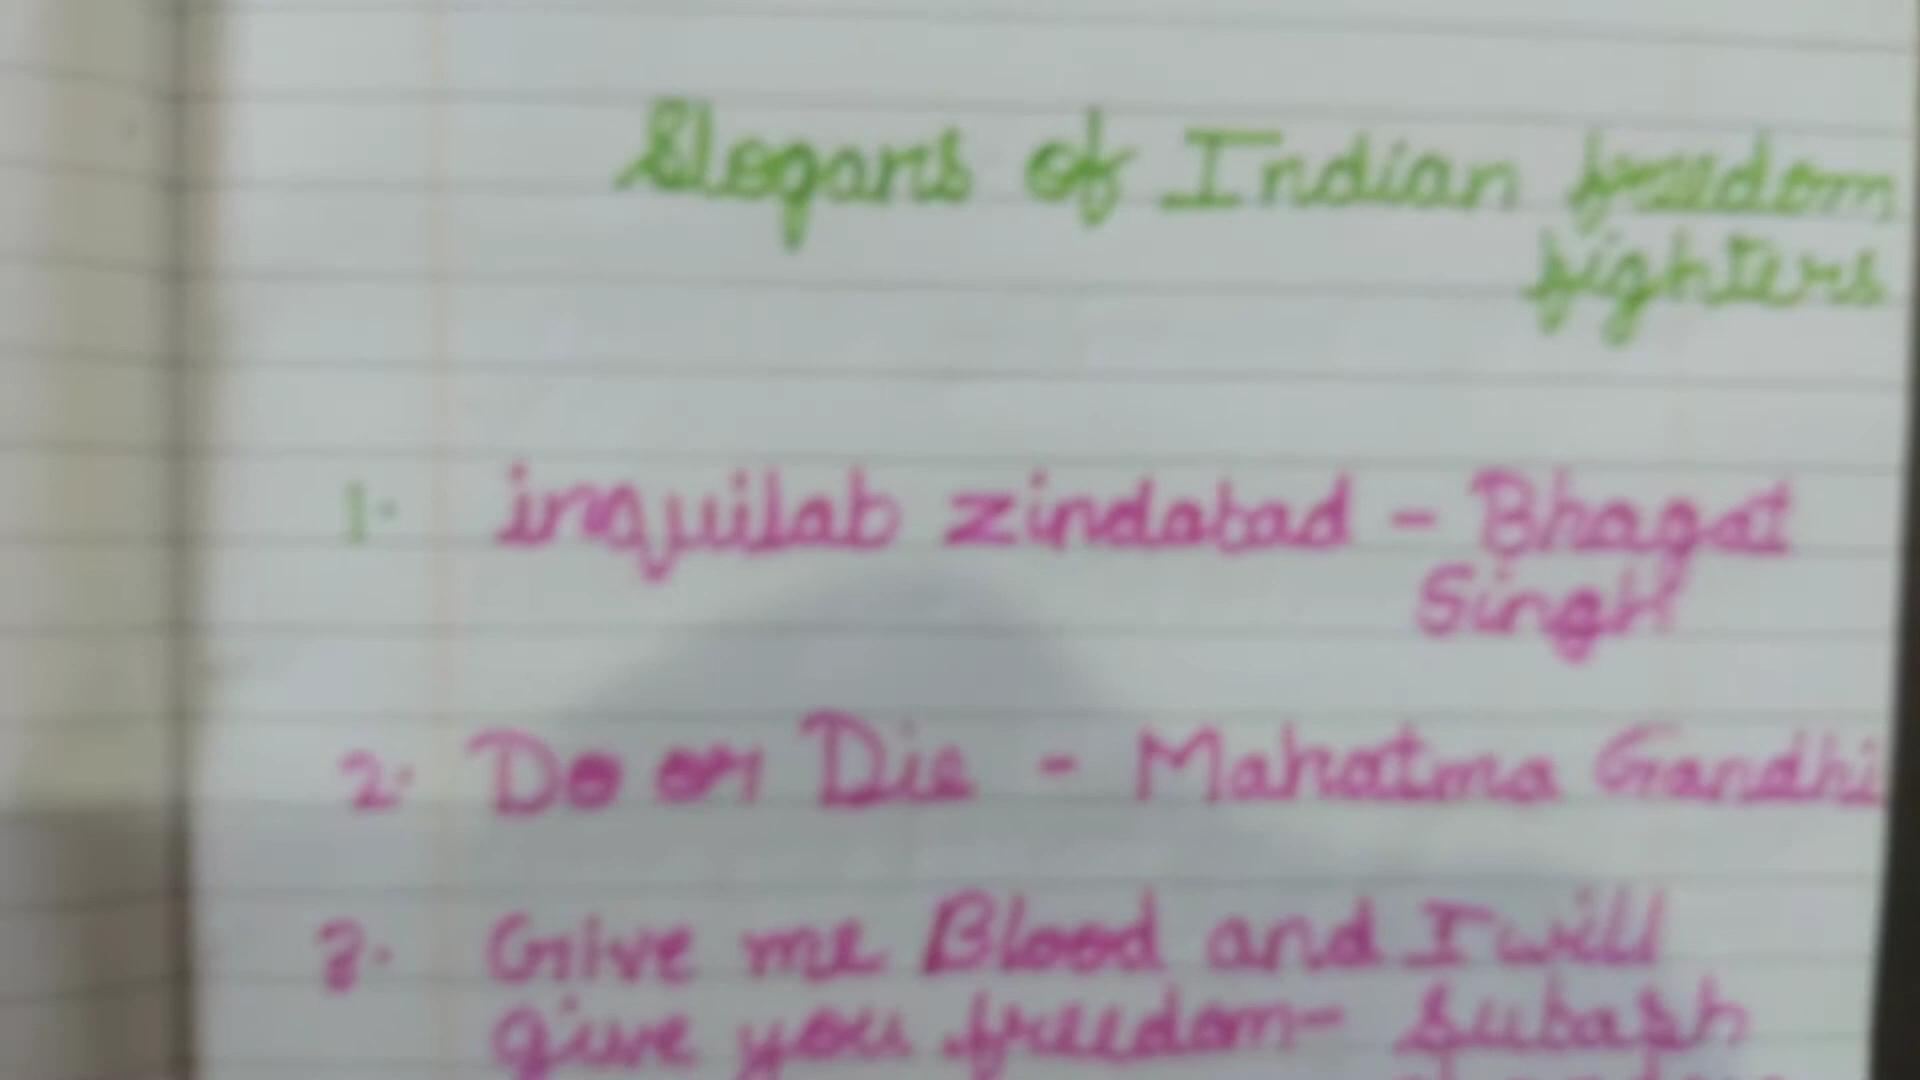 Slogans of Indian freedom
fighters
1. inquilab zindabad - Bhagat
Singh
2. Do or Die - Mahatma Gandhi
3. Give me Blood and I will
give you freedom- Subash